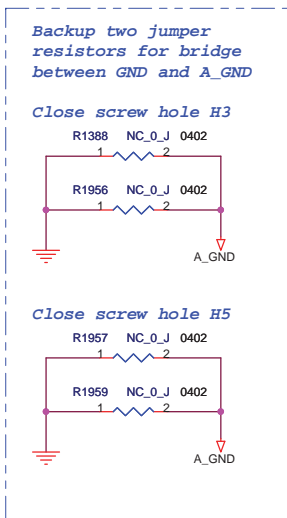 Backup two jumper
resistors for bridge
between GND and A_GND
Close screw hole H3
R1388 NC_0_J 0402
1 2
R1956 NC_0_J 0402
1 2
A_GND
Close screw hole H5
R1957 NC_0_J 0402
1 2
R1959 NC_0_J 0402
1 2
A_GND